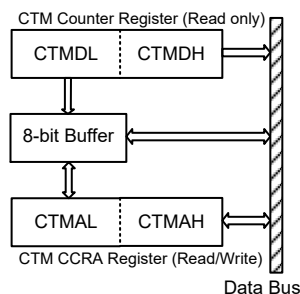 CTM Counter Register (Read only)
CTMDL CTMDH
8-bit Buffer
CTMAL CTMAH
CTM CCRA Register (Read/Write)
Data Bus